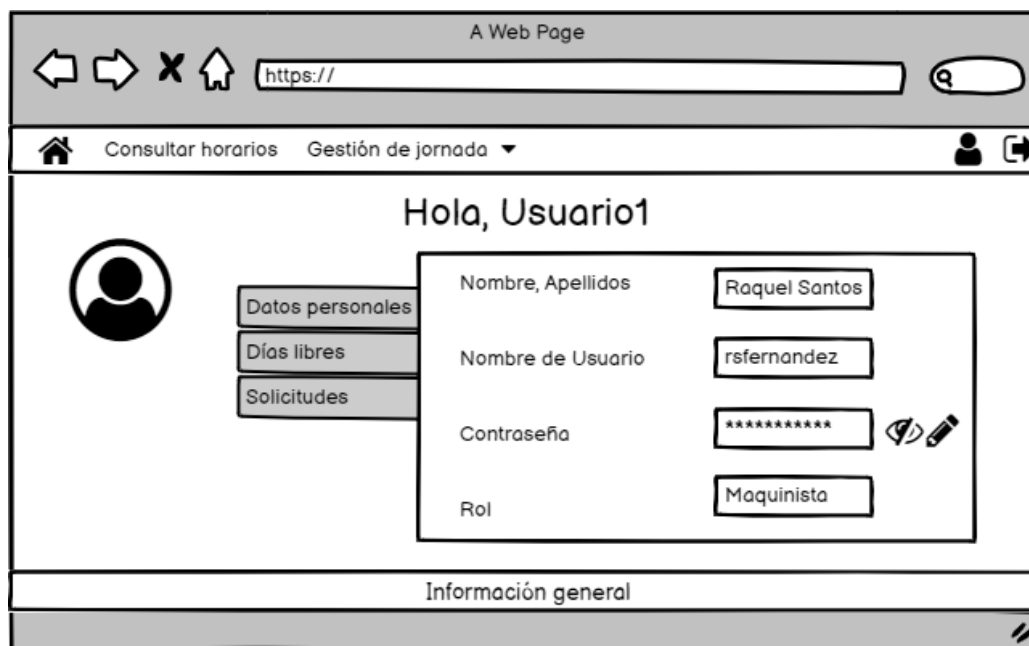 A Web Page
https://
Consultar horarios Gestión de jornada
Hola, Usuario1
Datos personales
Días libres
Solicitudes
Nombre, Apellidos Raquel Santos
Nombre de Usuario rsfernandez
Contraseña ***********
Rol Maquinista
Información general